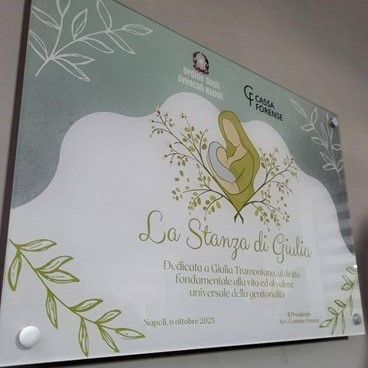 Ordine degli
Avvocati Napoli
CASSA
FORENSE
La Stanza di Giulia
Dedicata a Giulia Tramontano, al diritto
fondamentale alla vita ed al valore
universale della genitorialità
Napoli, 6 ottobre 2023
Il Presidente
Avv. Carmine Foreste